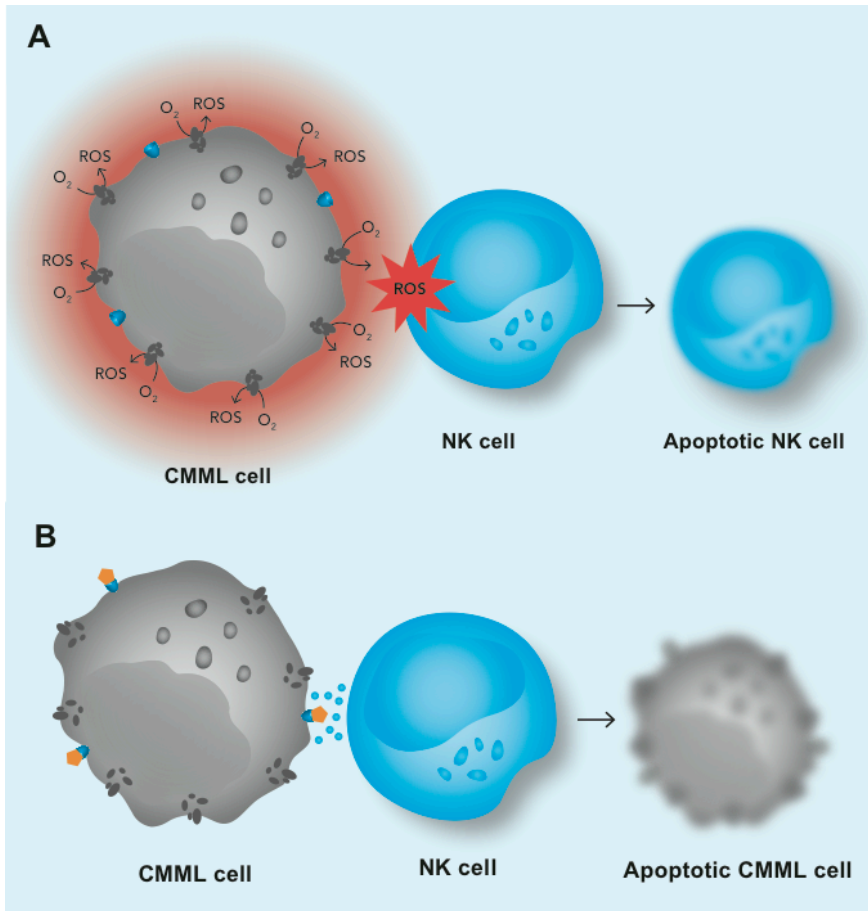 A
O₂
ROS
O₂
ROS
ROS
O₂
O₂
ROS
ROS
O₂
ROS
O₂
ROS
O₂
ROS
O₂
ROS
O₂
CMML cell
NK cell
Apoptotic NK cell
B
CMML cell
NK cell
Apoptotic CMML cell